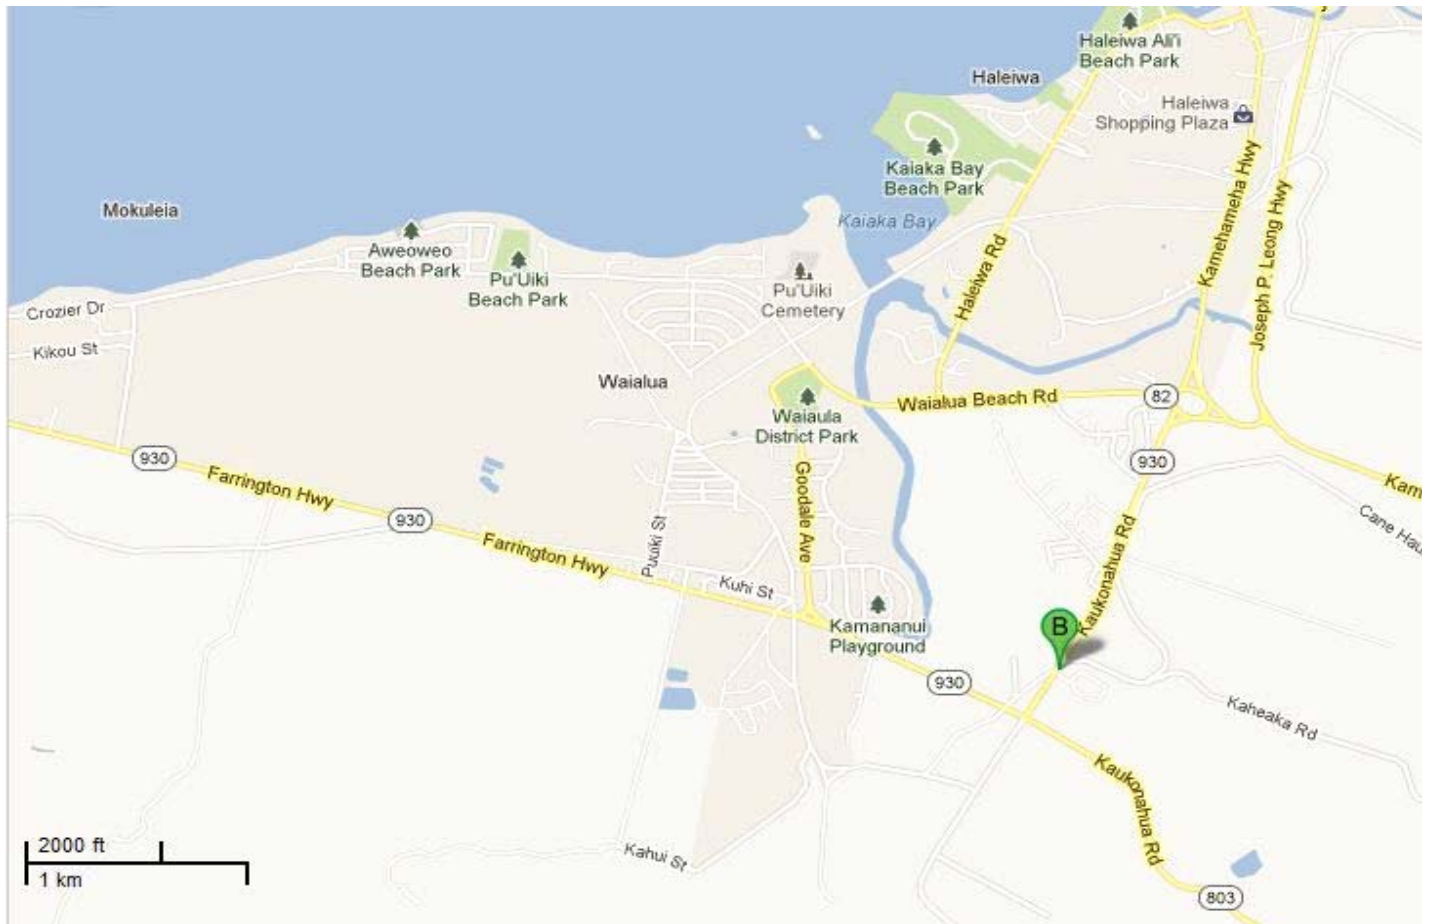 Haleiwa Ali'i
Beach Park
Haleiwa
Haleiwa
Shopping Plaza
Kaiaka Bay
Beach Park
Kamehameha Hwy
Joseph P. Leong Hwy
Mokuleia
Kaiaka Bay
Aweoweo
Beach Park
Pu'Uiki
Beach Park
Pu'Uiki
Cemetery
Haleiwa Rd
Crozier Dr
Kikou St
Waialua
Waialua Beach Rd
82
Waiaula
District Park
930
Farrington Hwy
930
Goodale Ave
930
Kam
Cane Hau
Farrington Hwy
Puuiki St
Kuhi St
Kaukonahua Rd
B
Kamananui
Playground
930
Kaheaka Rd
Kaukonahua Rd
2000 ft
1 km
Kahui St
803